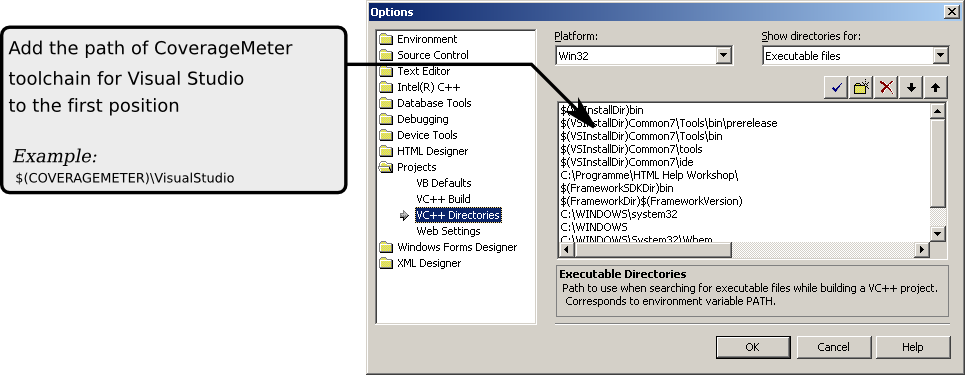 Add the path of CoverageMeter
toolchain for Visual Studio
to the first position
Example:
$(COVERAGEMETER)\VisualStudio
Options
Environment
Source Control
Text Editor
Intel(R) C++
Database Tools
Debugging
Device Tools
HTML Designer
Projects
VB Defaults
VC++ Build
VC++ Directories
Web Settings
Windows Forms Designer
XML Designer
Platform:
Win32
Show directories for:
Executable files
$(VSInstallDir)bin
$(VSInstallDir)Common7\Tools\bin\prerelease
$(VSInstallDir)Common7\Tools\bin
$(VSInstallDir)Common7\tools
$(VSInstallDir)Common7\ide
C:\Programme\HTML Help Workshop\
$(FrameworkSDKDir)bin
$(FrameworkDir)$(FrameworkVersion)
C:\WINDOWS\system32
C:\WINDOWS
C:\WINDOWS\System32\Wbem
Executable Directories
Path to use when searching for executable files while building a VC++ project.
Corresponds to environment variable PATH.
OK
Cancel
Help